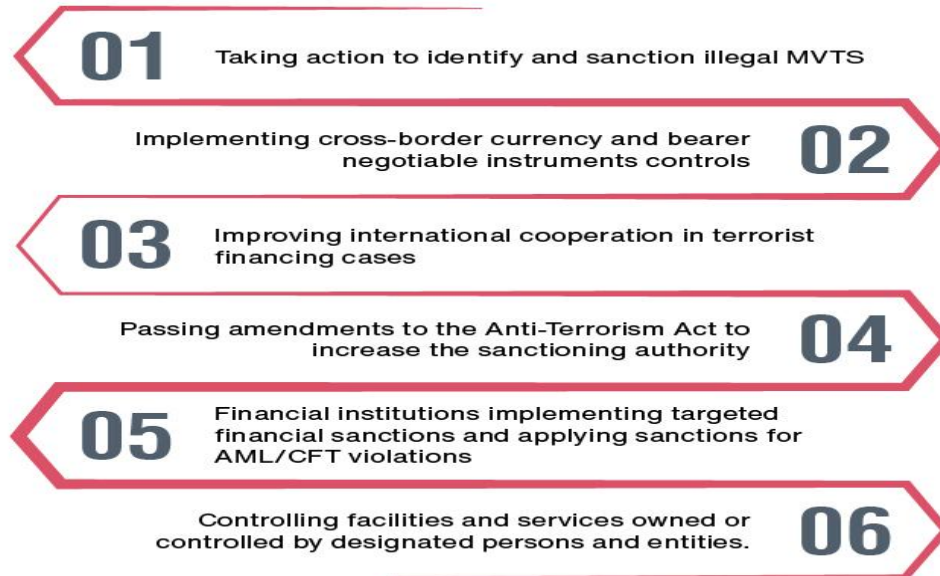 01
Taking action to identify and sanction illegal MVTS
Implementing cross-border currency and bearer
negotiable instruments controls
02
03
Improving international cooperation in terrorist
financing cases
Passing amendments to the Anti-Terrorism Act to
increase the sanctioning authority
04
05
Financial institutions implementing targeted
financial sanctions and applying sanctions for
AML/CFT violations
Controlling facilities and services owned or
controlled by designated persons and entities.
06